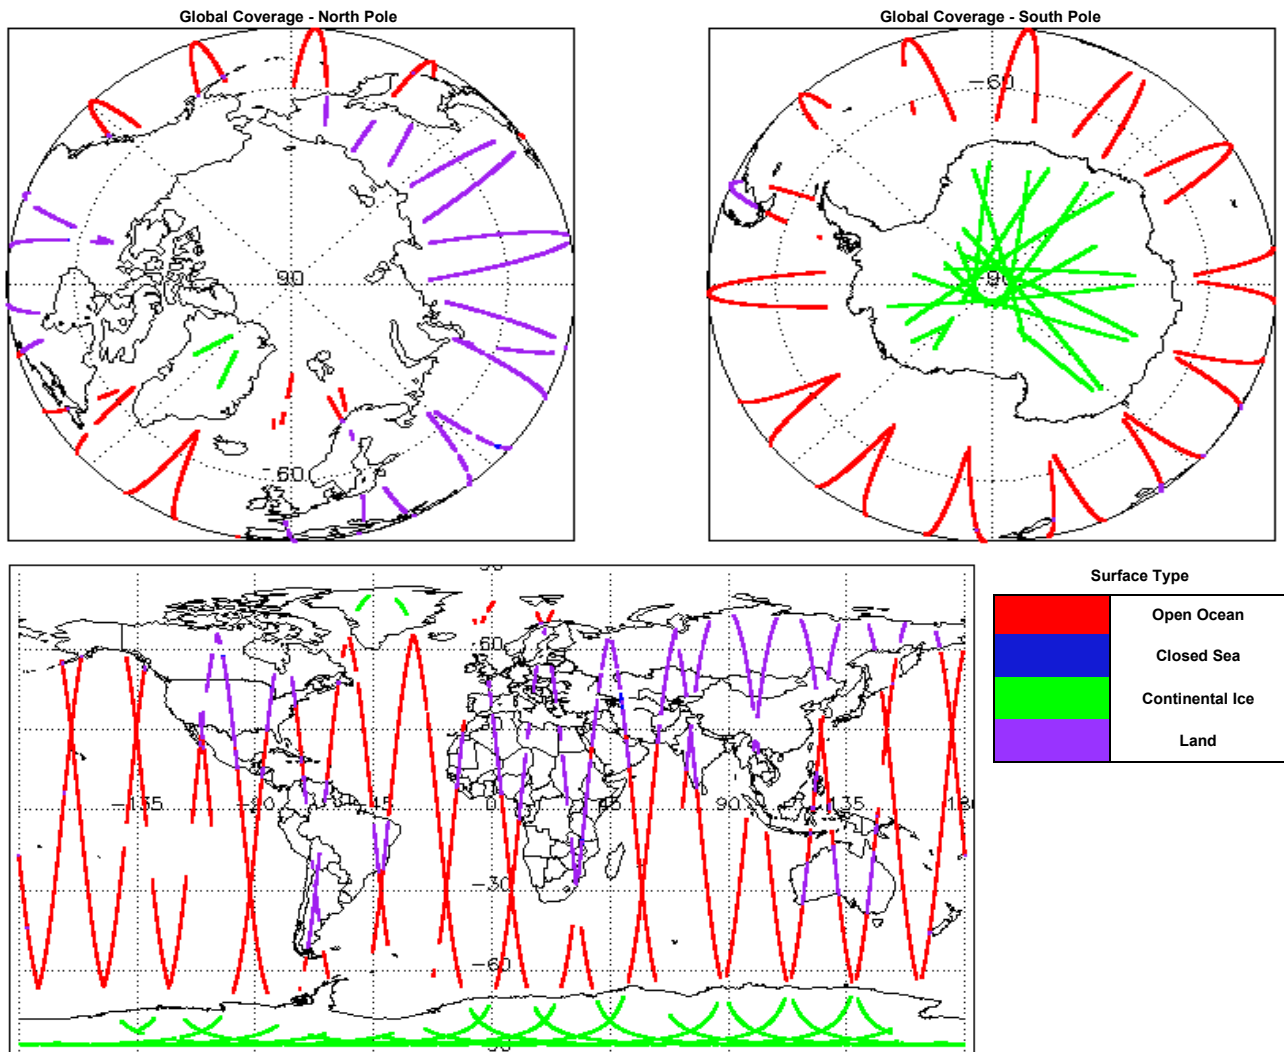 Global Coverage - North Pole
Global Coverage - South Pole
90
-60
-60
90
Surface Type
Open Ocean
Closed Sea
Continental Ice
Land
60
30
-135
-90
-45
0
45
90
135
180
-30
-60